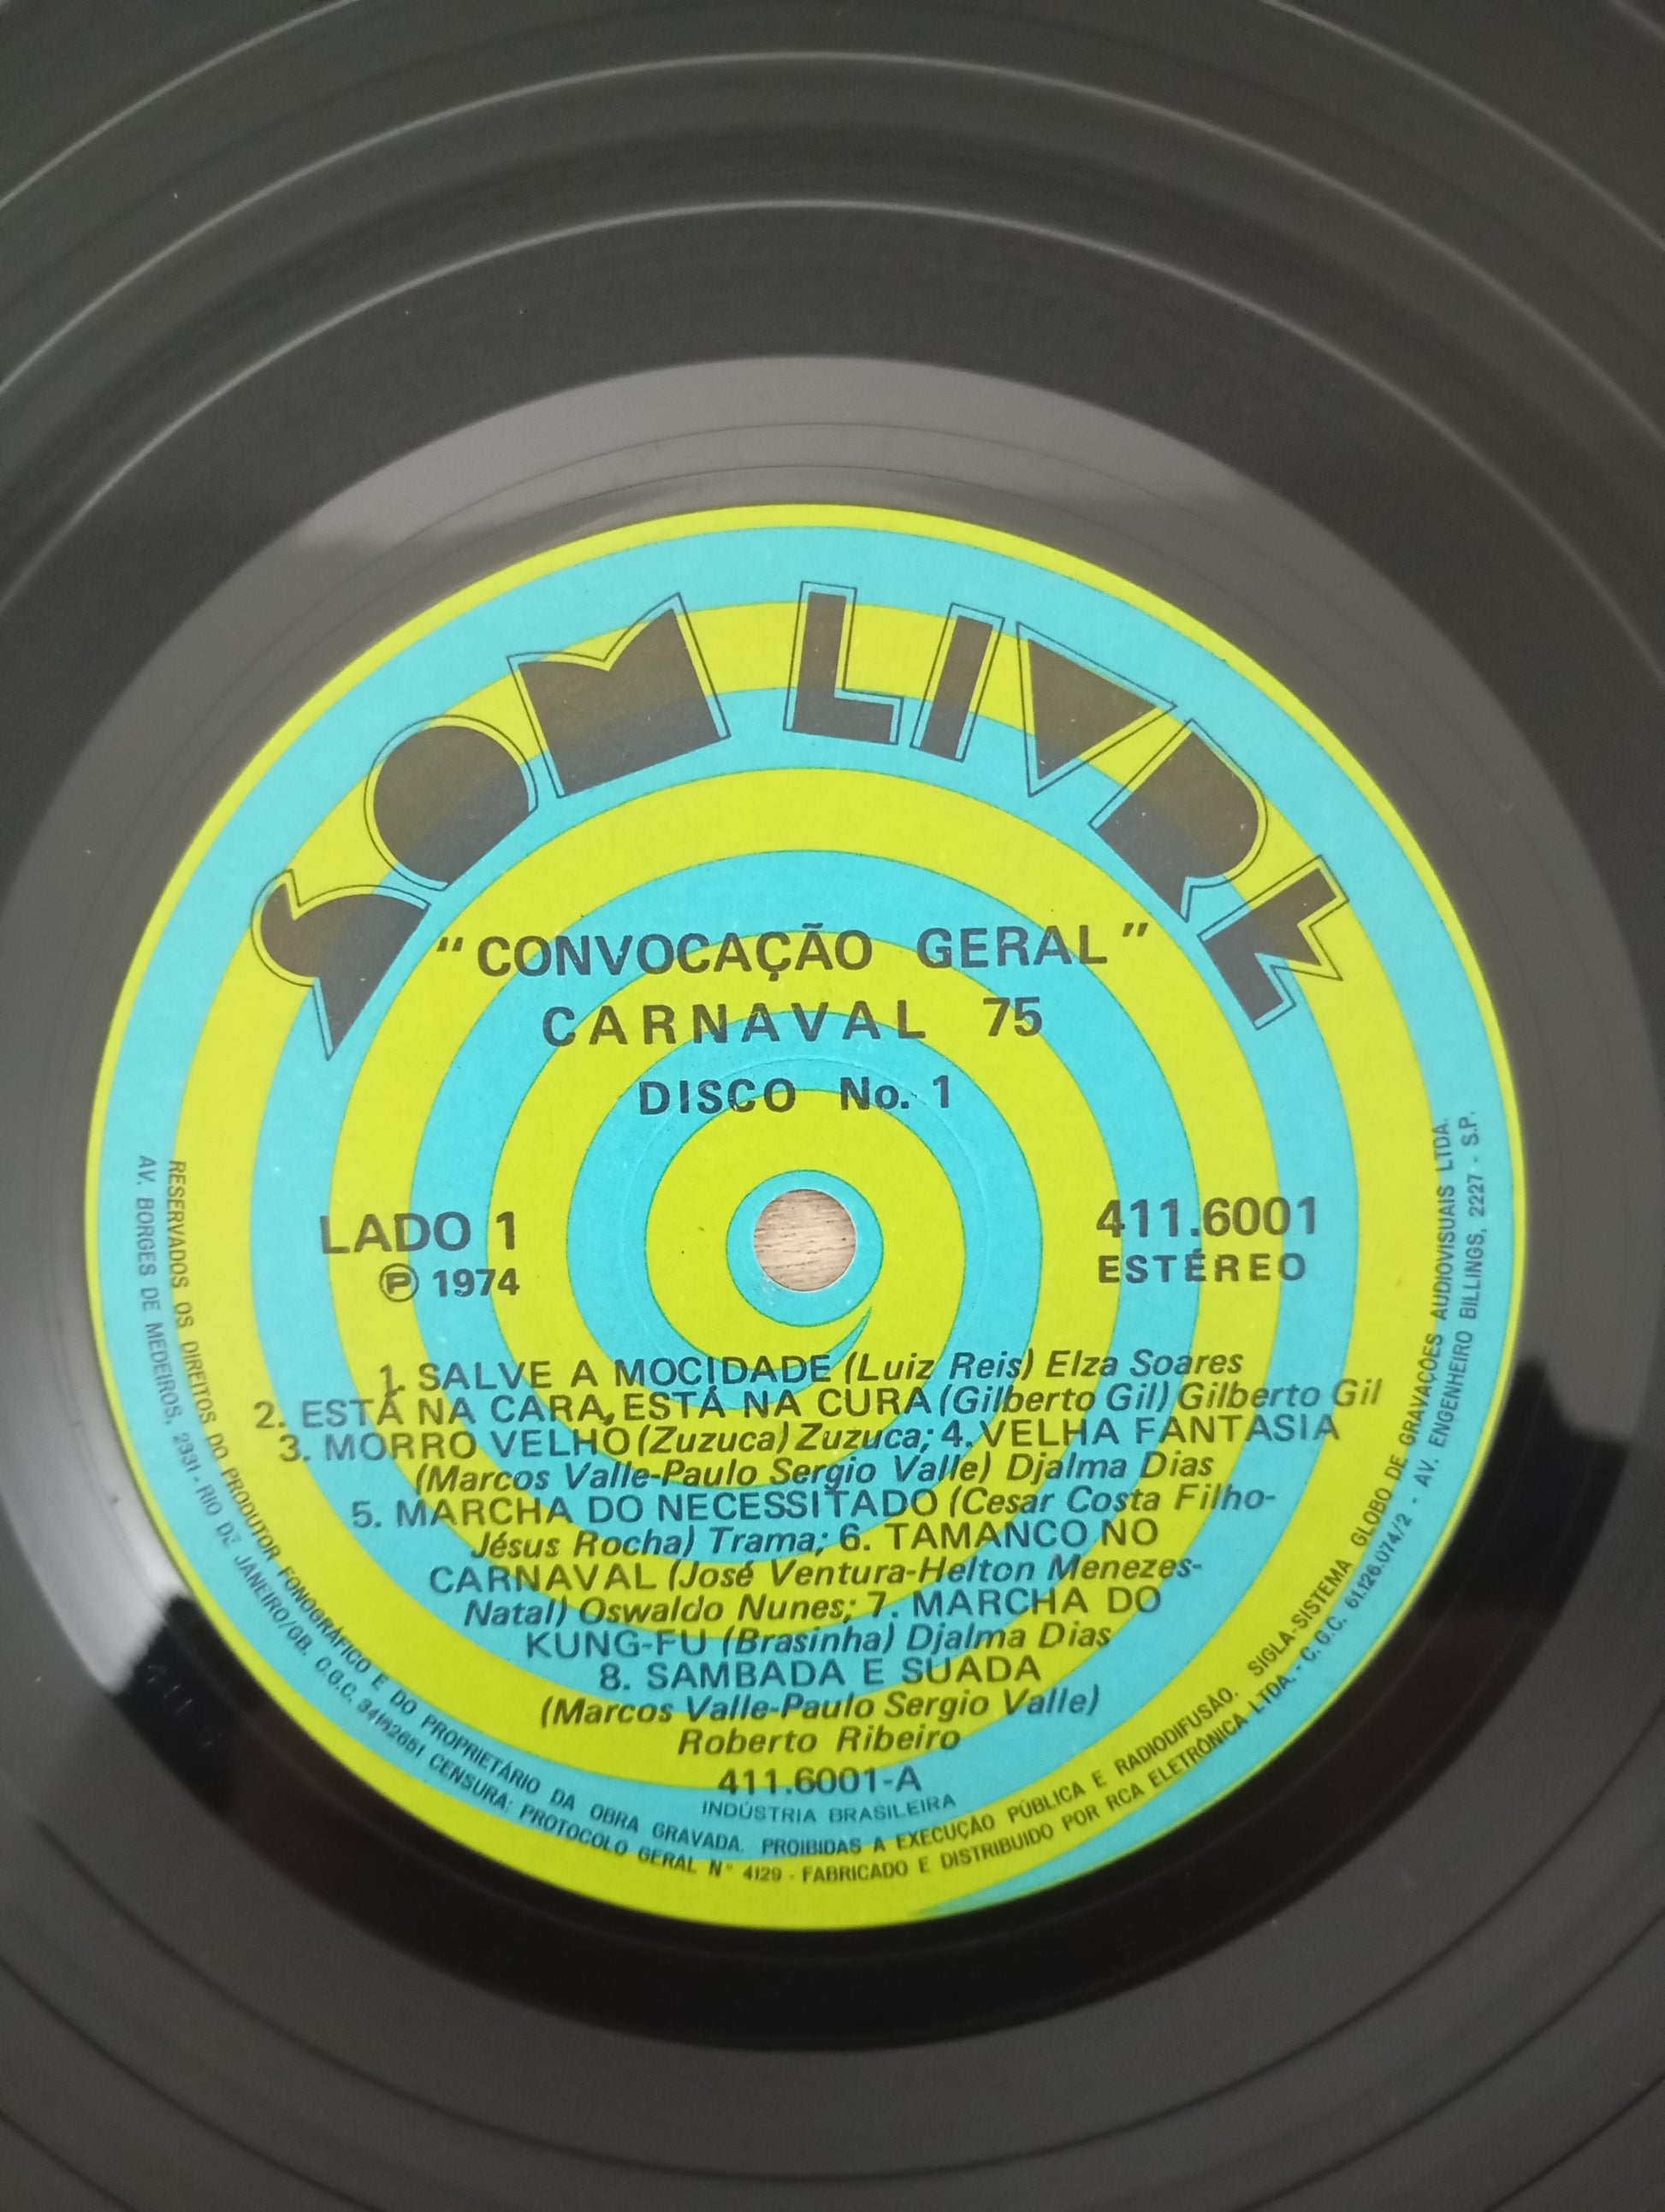 SOM LIVRE
"CONVOCAÇÃO GERAL"
CARNAVAL 75
DISCO No. 1
LADO 1
Ⓟ 1974
411.6001
ESTÉREO
1. SALVE A MOCIDADE (Luiz Reis) Elza Soares
2. ESTÁ NA CARA, ESTÁ NA CURA (Gilberto Gil) Gilberto Gil
3. MORRO VELHO (Zuzuca) Zuzuca; 4. VELHA FANTASIA
(Marcos Valle-Paulo Sergio Valle) Djalma Dias
5. MARCHA DO NECESSITADO (Cesar Costa Filho-
Jésus Rocha) Trama; 6. TAMANCO NO
CARNAVAL (José Ventura-Helton Menezes-
Natal) Oswaldo Nunes; 7. MARCHA DO
KUNG-FU (Brasinha) Djalma Dias
8. SAMBADA E SUADA
(Marcos Valle-Paulo Sergio Valle)
Roberto Ribeiro
411.6001-A
INDÚSTRIA BRASILEIRA
RESERVADOS OS DIREITOS DO PRODUTOR FONOGRÁFICO E DO PROPRIETÁRIO DA OBRA GRAVADA. PROIBIDAS A EXECUÇÃO PÚBLICA E RADIODIFUSÃO. SIGLA-SISTEMA GLOBO DE GRAVAÇÕES AUDIOVISUAIS LTDA.
AV. BORGES DE MEDEIROS, 2331 - RIO DE JANEIRO/GB. C.G.C. 34162651 CENSURA: PROTOCOLO GERAL Nº 4129 - FABRICADO E DISTRIBUIDO POR RCA ELETRÔNICA LTDA. - C.G.C. 61.126.074/2 - AV. ENGENHEIRO BILLINGS, 2227 - S.P.